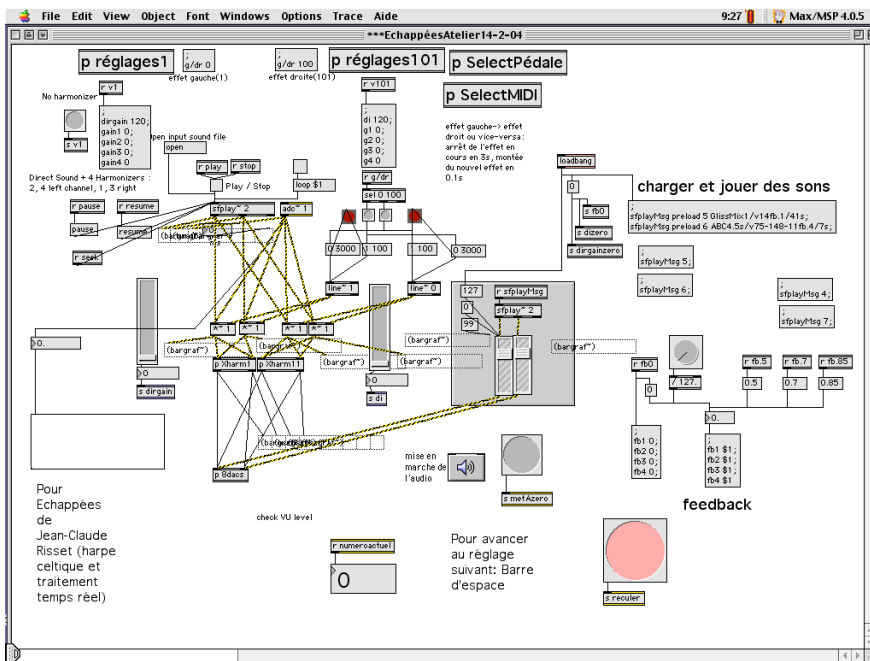 File Edit View Object Font Windows Options Trace Aide 9:27 Max/MSP 4.0.5
***EchappéesAtelier14-2-04
p réglages1
;
g/dr 0
effet gauche(1)
;
g/dr 100
effet droite(101)
p réglages101
p SelectPédale
p SelectMIDI
No harmonizer
r v1
s v1
;
dirgain 120;
gain1 0;
gain2 0;
gain3 0;
gain4 0
Open input sound file
open
r v101
;
di 120;
g1 0;
g2 0;
g3 0;
g4 0
effet gauche-> effet
droit ou vice-versa :
arrêt de l'effet en
cours en 3s, montée
du nouvel effet en
0.1s
Direct Sound + 4 Harmonizers :
2, 4 left channel, 1, 3 right
r play
r stop
Play / Stop
loop $1
r g/dr
sel 0 100
r pause
r resume
pause
resume
r seek
sfplay~ 2
adc~ 1
(bargraf~)
0 3000
1 100
1 100
0 3000
line~ 1
line~ 0
loadbang
0
s fb0
s dizero
s dirgainzero
charger et jouer des sons
;
sfplayMsg preload 5 GlissMix1/v14fb.1/41s;
sfplayMsg preload 6 ABC4.5s/v75-148-11fb.4/7s;
;
sfplayMsg 5;
;
sfplayMsg 6;
;
sfplayMsg 4;
;
sfplayMsg 7;
127
0
99
r sfplayMsg
sfplay~ 2
*~ 1
*~ 1
*~ 1
*~ 1
(bargraf~)
(bargraf~)
(bargraf~)
(bargraf~)
(bargraf~)
0.
0
s dirgain
p Xharm1
p Xharm11
0
s di
r fb0
0
/ 127.
r fb.5
r fb.7
r fb.85
0.5
0.7
0.85
0.
;
fb1 0;
fb2 0;
fb3 0;
fb4 0;
;
fb1 $1;
fb2 $1;
fb3 $1;
fb4 $1
feedback
p 8dacs
mise en
marche de
l'audio
s metAzero
check VU level
Pour
Echappées
de
Jean-Claude
Risset (harpe
celtique et
traitement
temps réel)
r numeroactuel
0
Pour avancer
au réglage
suivant: Barre
d'espace
s reculer